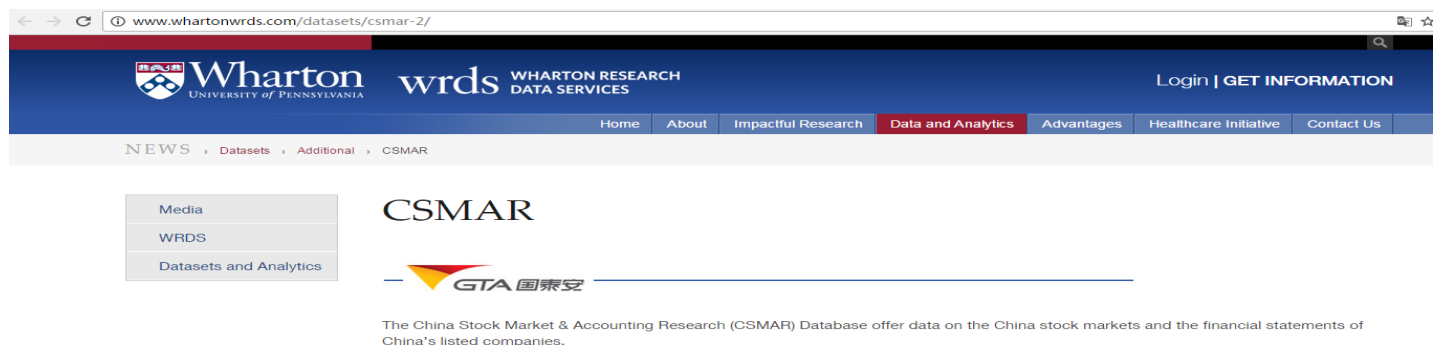 www.whartonwrds.com/datasets/csmar-2/
Wharton
UNIVERSITY of PENNSYLVANIA
wrds WHARTON RESEARCH
DATA SERVICES
Login | GET INFORMATION
Home About Impactful Research Data and Analytics Advantages Healthcare Initiative Contact Us
NEWS › Datasets › Additional › CSMAR
Media
WRDS
Datasets and Analytics
CSMAR
GTA 国泰安
The China Stock Market & Accounting Research (CSMAR) Database offer data on the China stock markets and the financial statements of
China's listed companies.